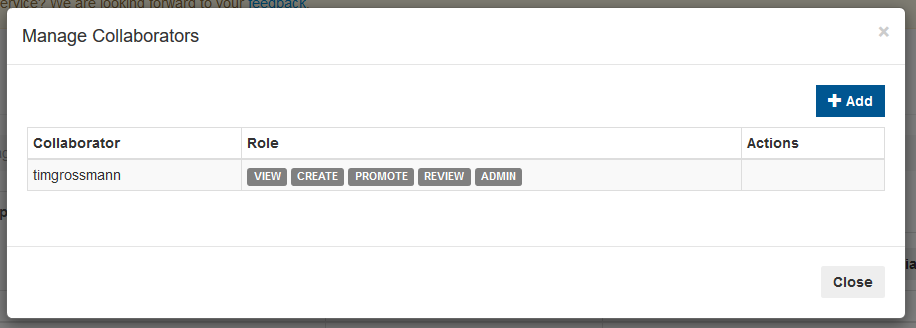 service? We are looking forward to your feedback.
Manage Collaborators
×
Add
Collaborator Role Actions
timgrossmann VIEW CREATE PROMOTE REVIEW ADMIN
Close